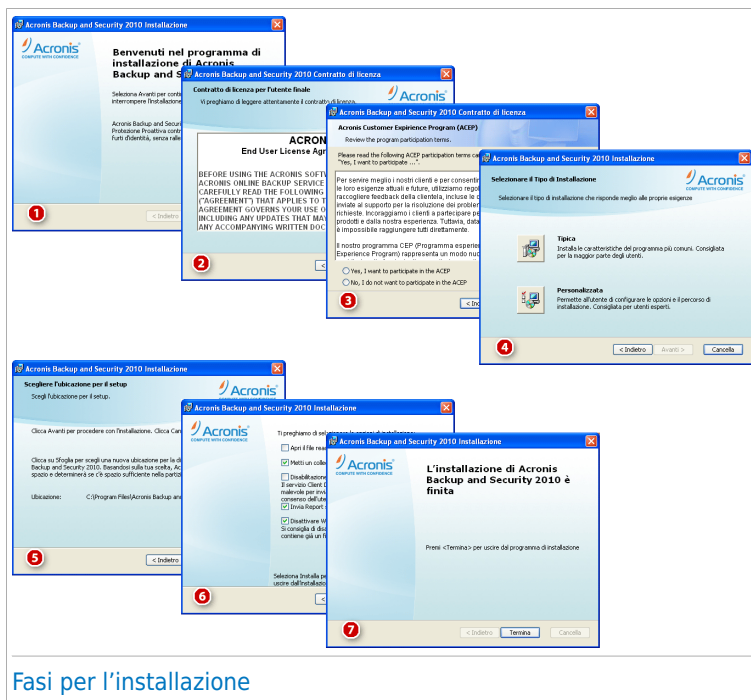 Acronis Backup and Security 2010 Installazione
Acronis
COMPUTE WITH CONFIDENCE
Benvenuti nel programma di
installazione di Acronis
Backup and S
Seleziona Avanti per conti
interrompere l'installazione
Acronis Backup and Securi
Protezione Proattiva contr
furti d'identità, senza ralle
1
< Indietro
Acronis Backup and Security 2010 Contratto di licenza
Contratto di licenza per l'utente finale
Vi preghiamo di leggere attentamente il contratto di licenza.
Acronis
ACRON
End User License Agr
BEFORE USING THE ACRONIS SOFTV
ACRONIS ONLINE BACKUP SERVICE
CAREFULLY READ THE FOLLOWING
("AGREEMENT") THAT APPLIES TO T
AGREEMENT GOVERNS YOUR USE O
INCLUDING ANY UPDATES THAT MAY
ANY ACCOMPANYING WRITTEN DOC
2
<
Acronis Backup and Security 2010 Contratto di licenza
Acronis Customer Expirience Program (ACEP)
Review the program participation terms.
Please read the following ACEP participation terms ca
"Yes, I want to participate ...".
Per servire meglio i nostri clienti e per consentir
le loro esigenze attuali e future, utilizziamo regol
raccogliere feedback della clientela, incluse le d
inviate al supporto per la risoluzione dei problem
richieste. Incoraggiamo i clienti a partecipare pe
prodotti e dalla nostra esperienza. Tuttavia, data
è impossibile raggiungere tutti direttamente.
Il nostro programma CEP (Programma esperier
Experience Program) rappresenta un modo nuo
Yes, I want to participate in the ACEP
No, I do not want to participate in the ACEP
3
< Ind
Acronis Backup and Security 2010 Installazione
Selezionare il Tipo di Installazione
Selezionare il tipo di installazione che risponde meglio alle proprie esigenze
Acronis
COMPUTE WITH CONFIDENCE
Tipica
Installa le caratteristiche del programma più comuni. Consigliata
per la maggior parte degli utenti.
Personalizzata
Permette all'utente di configurare le opzioni e il percorso di
installazione. Consigliata per utenti esperti.
4
< Indietro
Avanti >
Cancella
Acronis Backup and Security 2010 Installazione
Scegliere l'ubicazione per il setup
Scegli l'ubicazione per il setup.
Acronis
Clicca Avanti per procedere con l'installazione. Clicca Can
Clicca su Sfoglia per scegli una nuova ubicazione per la di
Backup and Security 2010. Basandosi sulla tua scelta, Ac
spazio e determinerà se c'è spazio sufficiente nella partiz
Ubicazione:
C:\Program Files\Acronis Backup an
5
< Indietro
Acronis Backup and Security 2010 Installazione
Acronis
COMPUTE WITH CONFIDENCE
Ti preghiamo di selezionare le opzioni di installazione:
Apri il file rea
Metti un colle
Disabilitazione
Il servizio Client D
malevole per invi
consenso dell'ute
Invia Report
Disattivare W
Si consiglia di disa
contiene già un fi
Seleziona Installa pe
uscire dall'installazio
6
<
Acronis Backup and Security 2010 Installazione
Acronis
COMPUTE WITH CONFIDENCE
L'installazione di Acronis
Backup and Security 2010 è
finita
Premi <Termina> per uscire dal programma di installazione
7
< Indietro
Termina
Cancella
Fasi per l'installazione